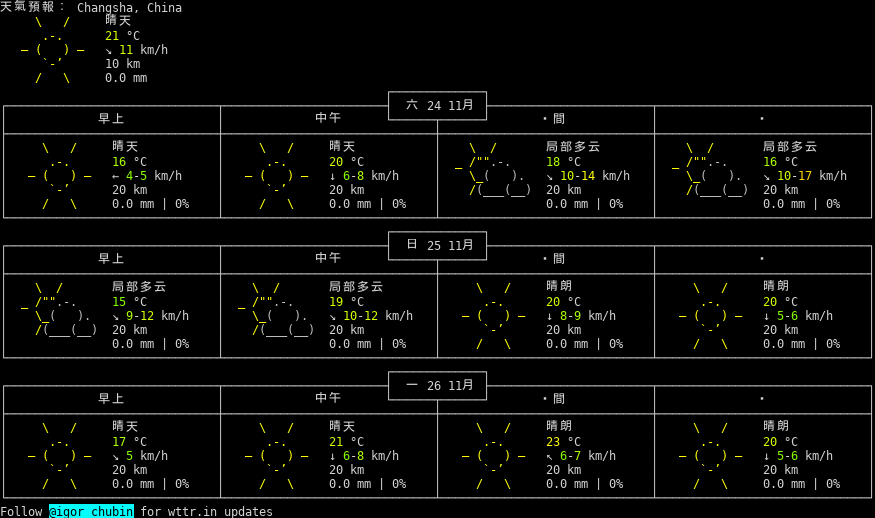 天氣預報： Changsha, China
晴天
21 °C
↘ 11 km/h
10 km
0.0 mm
六 24 11月
早上 中午 ·間 ·
晴天 晴天 局部多云 局部多云
16 °C 20 °C 18 °C 16 °C
← 4-5 km/h ↓ 6-8 km/h ↘ 10-14 km/h ↘ 10-17 km/h
20 km 20 km 20 km 20 km
0.0 mm | 0% 0.0 mm | 0% 0.0 mm | 0% 0.0 mm | 0%
日 25 11月
早上 中午 ·間 ·
局部多云 局部多云 晴朗 晴朗
15 °C 19 °C 20 °C 20 °C
↘ 9-12 km/h ↘ 10-12 km/h ↓ 8-9 km/h ↓ 5-6 km/h
20 km 20 km 20 km 20 km
0.0 mm | 0% 0.0 mm | 0% 0.0 mm | 0% 0.0 mm | 0%
一 26 11月
早上 中午 ·間 ·
晴天 晴天 晴朗 晴朗
17 °C 21 °C 23 °C 20 °C
↘ 5 km/h ↓ 6-8 km/h ↖ 6-7 km/h ↓ 5-6 km/h
20 km 20 km 20 km 20 km
0.0 mm | 0% 0.0 mm | 0% 0.0 mm | 0% 0.0 mm | 0%
Follow @igor_chubin for wttr.in updates